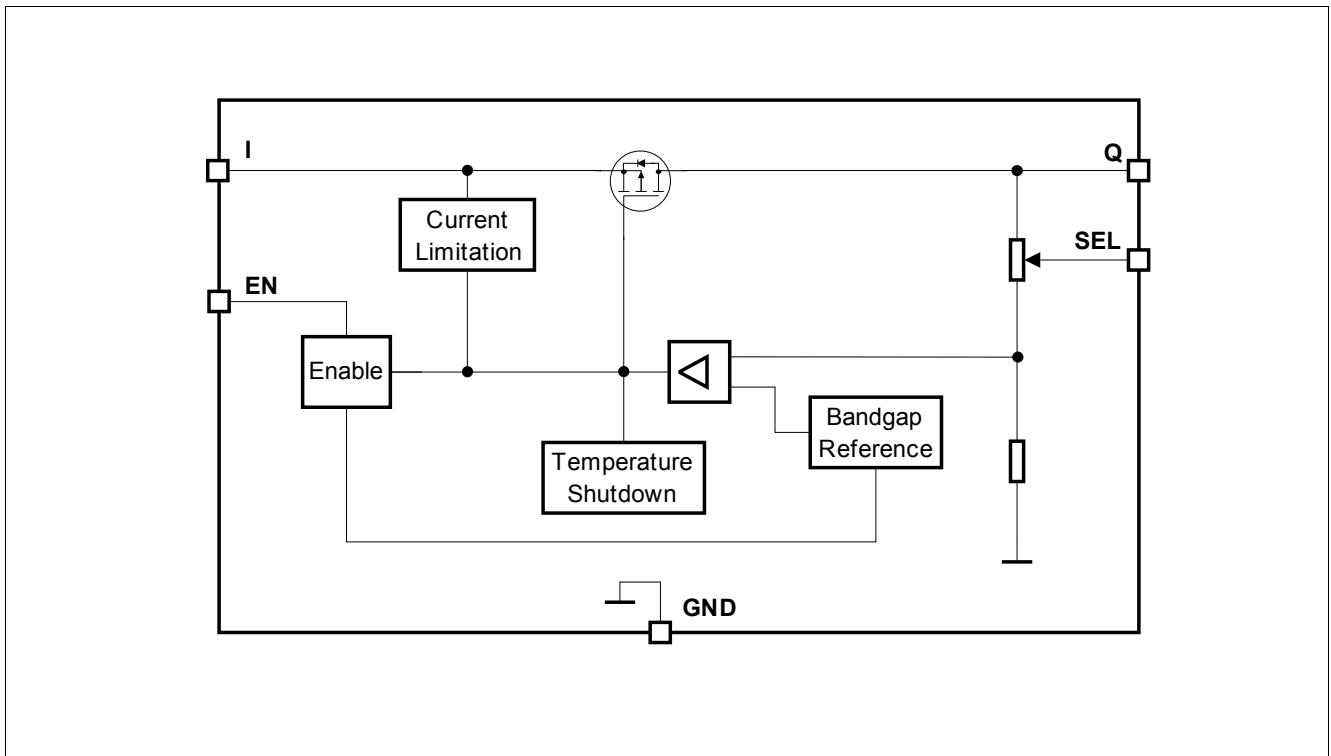 I
Q
Current
Limitation
SEL
EN
Enable
Bandgap
Reference
Temperature
Shutdown
GND